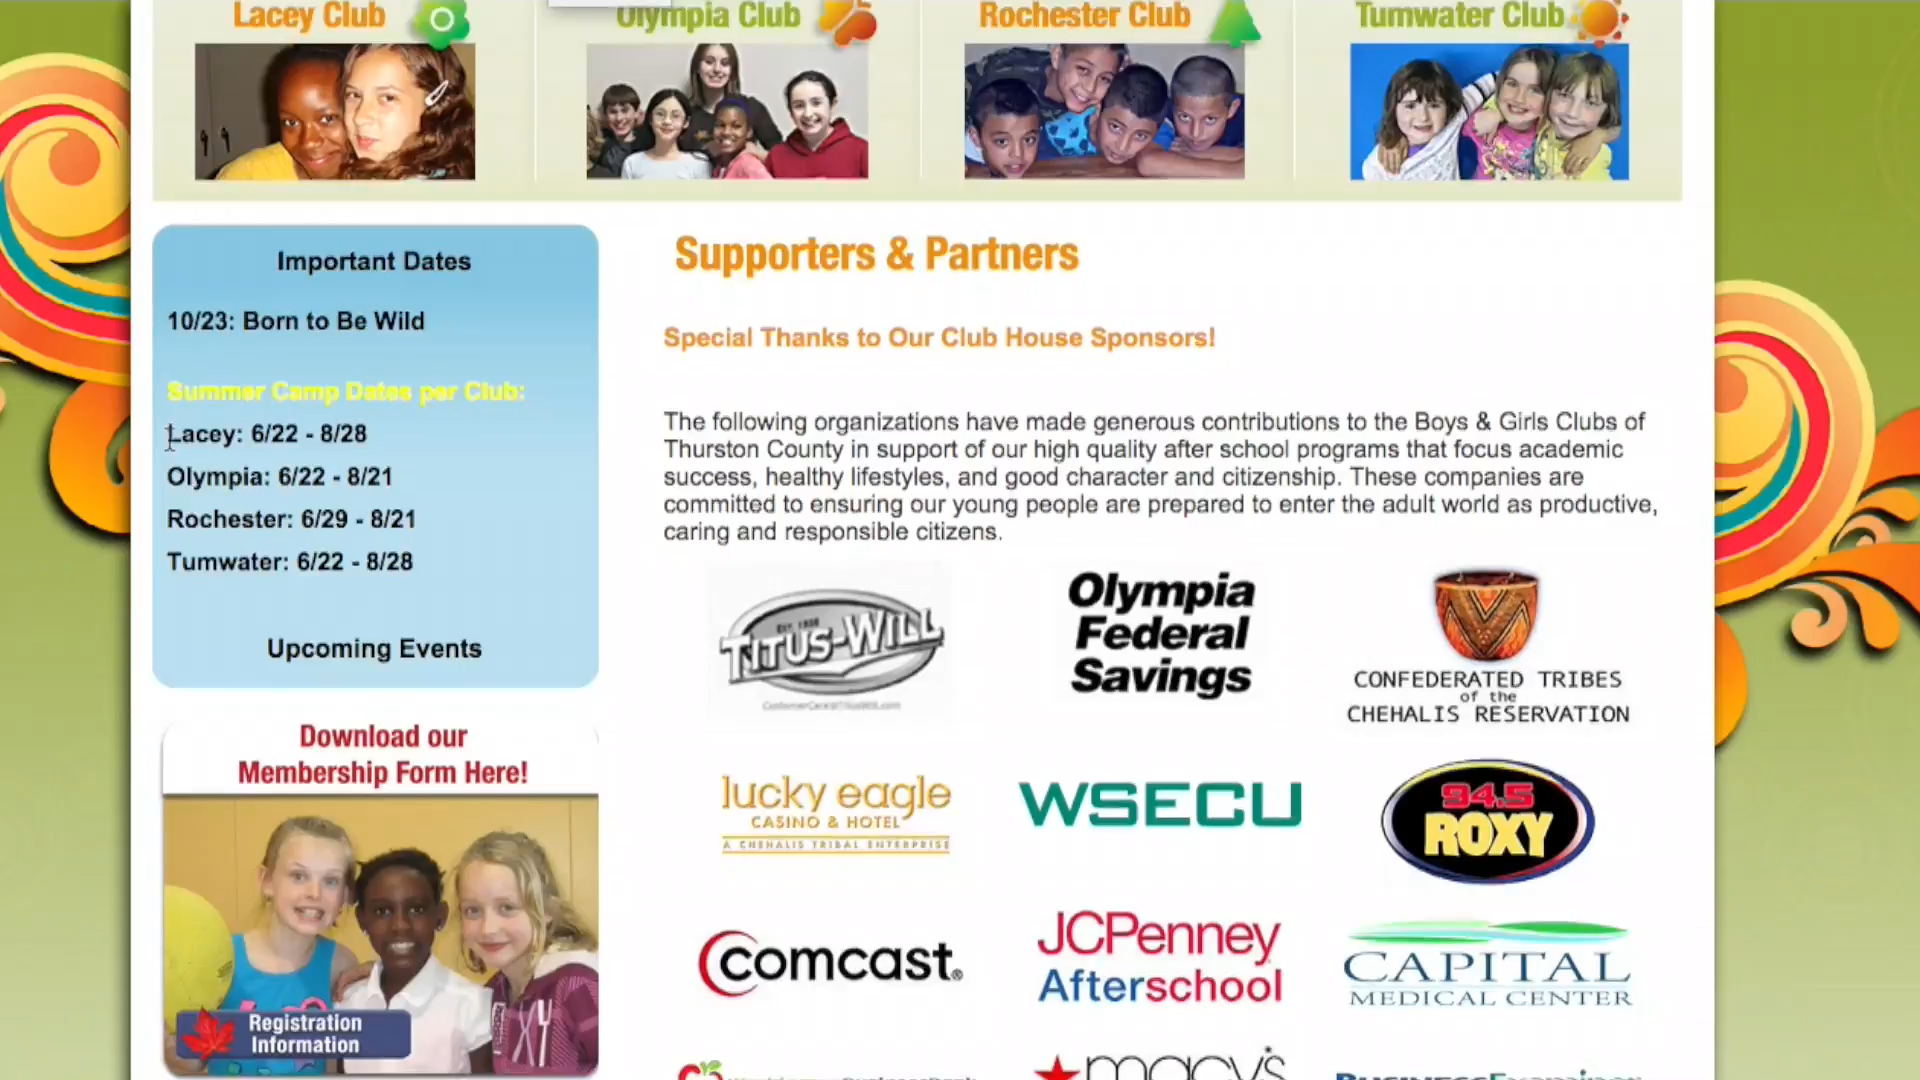 Lacey Club
Olympia Club
Rochester Club
Tumwater Club
Important Dates
10/23: Born to Be Wild
Summer Camp Dates per Club:
Lacey: 6/22 - 8/28
Olympia: 6/22 - 8/21
Rochester: 6/29 - 8/21
Tumwater: 6/22 - 8/28
Upcoming Events
Download our
Membership Form Here!
Registration
Information
Supporters & Partners
Special Thanks to Our Club House Sponsors!
The following organizations have made generous contributions to the Boys & Girls Clubs of
Thurston County in support of our high quality after school programs that focus academic
success, healthy lifestyles, and good character and citizenship. These companies are
committed to ensuring our young people are prepared to enter the adult world as productive,
caring and responsible citizens.
EST. 1938
TITUS-WILL
Olympia
Federal
Savings
CONFEDERATED TRIBES
of the
CHEHALIS RESERVATION
lucky eagle
CASINO & HOTEL
A CHEHALIS TRIBAL ENTERPRISE
WSECU
94.5
ROXY
comcast.
JCPenney
Afterschool
CAPITAL
MEDICAL CENTER
macy's
BUSINESS Examiner